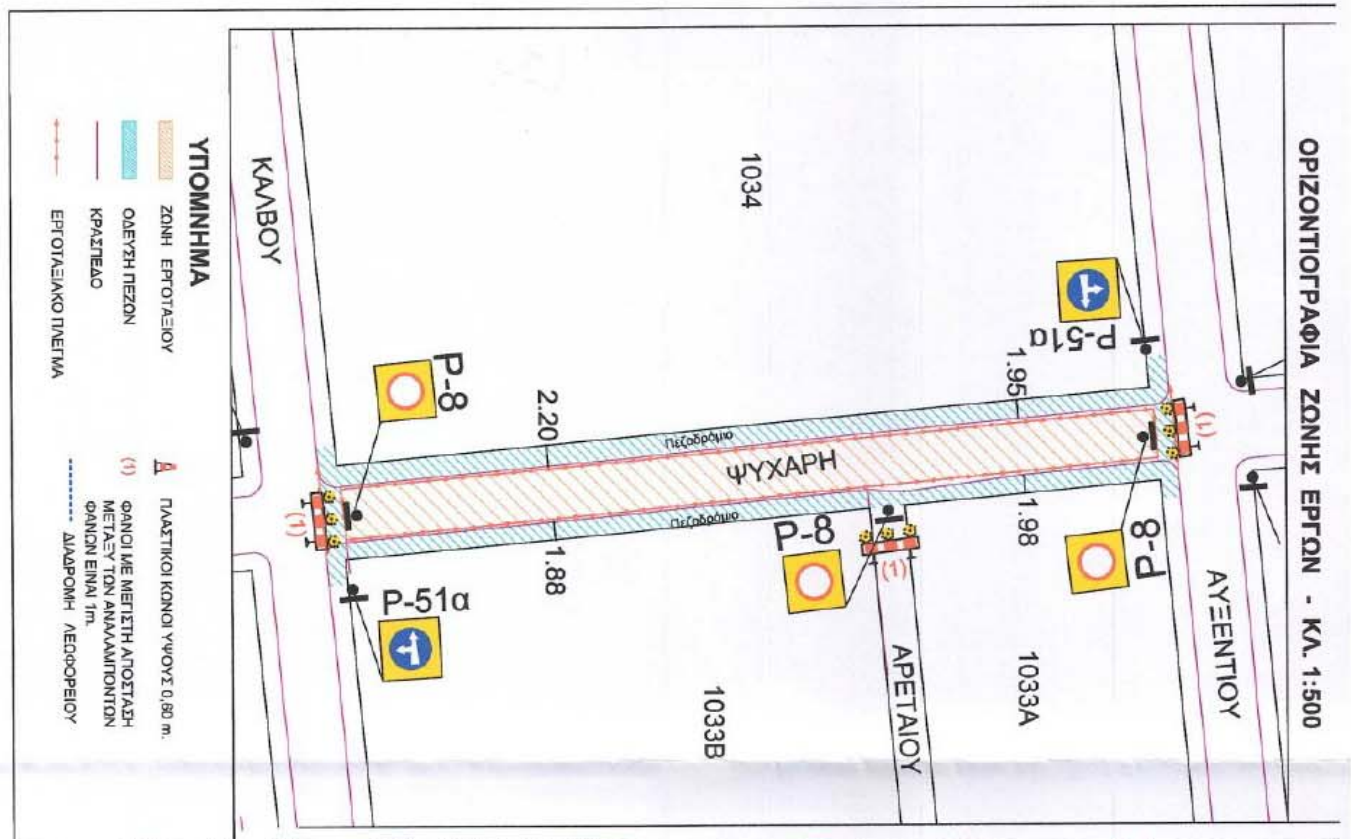 ΟΡΙΖΟΝΤΙΟΓΡΑΦΙΑ ΖΩΝΗΣ ΕΡΓΩΝ - ΚΛ. 1:500
ΑΥΞΕΝΤΙΟΥ
(1)
P-51α
P-8
1.95
1.98
1034
1033Α
ΑΡΕΤΑΙΟΥ
(1)
P-8
Πεζοδρόμιο
ΨΥΧΑΡΗ
Πεζοδρόμιο
1033Β
2.20
1.88
P-8
P-51α
(1)
ΚΑΛΒΟΥ
ΥΠΟΜΝΗΜΑ
ΖΩΝΗ ΕΡΓΟΤΑΞΙΟΥ
ΟΔΕΥΣΗ ΠΕΖΩΝ
ΚΡΑΣΠΕΔΟ
ΕΡΓΟΤΑΞΙΑΚΟ ΠΛΕΓΜΑ
ΠΛΑΣΤΙΚΟΙ ΚΩΝΟΙ ΥΨΟΥΣ 0,60 m.
(1) ΦΑΝΟΙ ΜΕ ΜΕΓΙΣΤΗ ΑΠΟΣΤΑΣΗ
ΜΕΤΑΞΥ ΤΩΝ ΑΝΑΛΑΜΠΟΝΤΩΝ
ΦΑΝΩΝ ΕΙΝΑΙ 1m.
ΔΙΑΔΡΟΜΗ ΛΕΩΦΟΡΕΙΟΥ